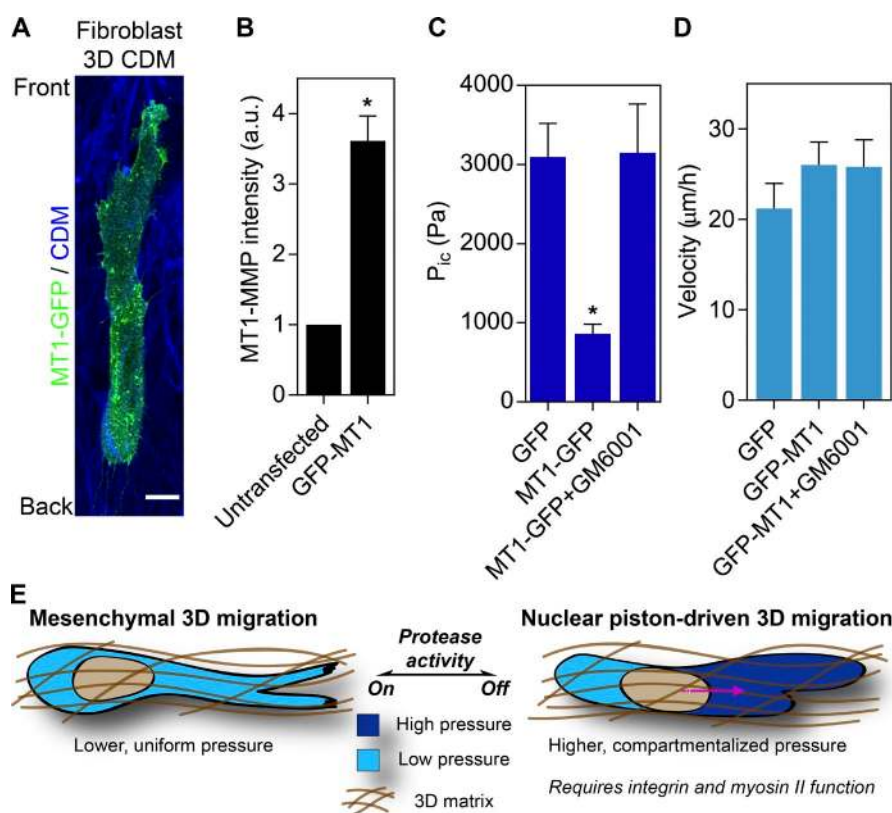 A
Fibroblast
3D CDM
Front
MT1-GFP / CDM
Back
B
MT1-MMP intensity (a.u.)
4
3
2
1
0
Untransfected
GFP-MT1
*
C
P_ic (Pa)
4000
3000
2000
1000
0
GFP
MT1-GFP
MT1-GFP+GM6001
*
D
Velocity (μm/h)
30
20
10
0
GFP
GFP-MT1
GFP-MT1+GM6001
E
Mesenchymal 3D migration
Lower, uniform pressure
Protease
activity
On Off
High pressure
Low pressure
3D matrix
Nuclear piston-driven 3D migration
Higher, compartmentalized pressure
Requires integrin and myosin II function